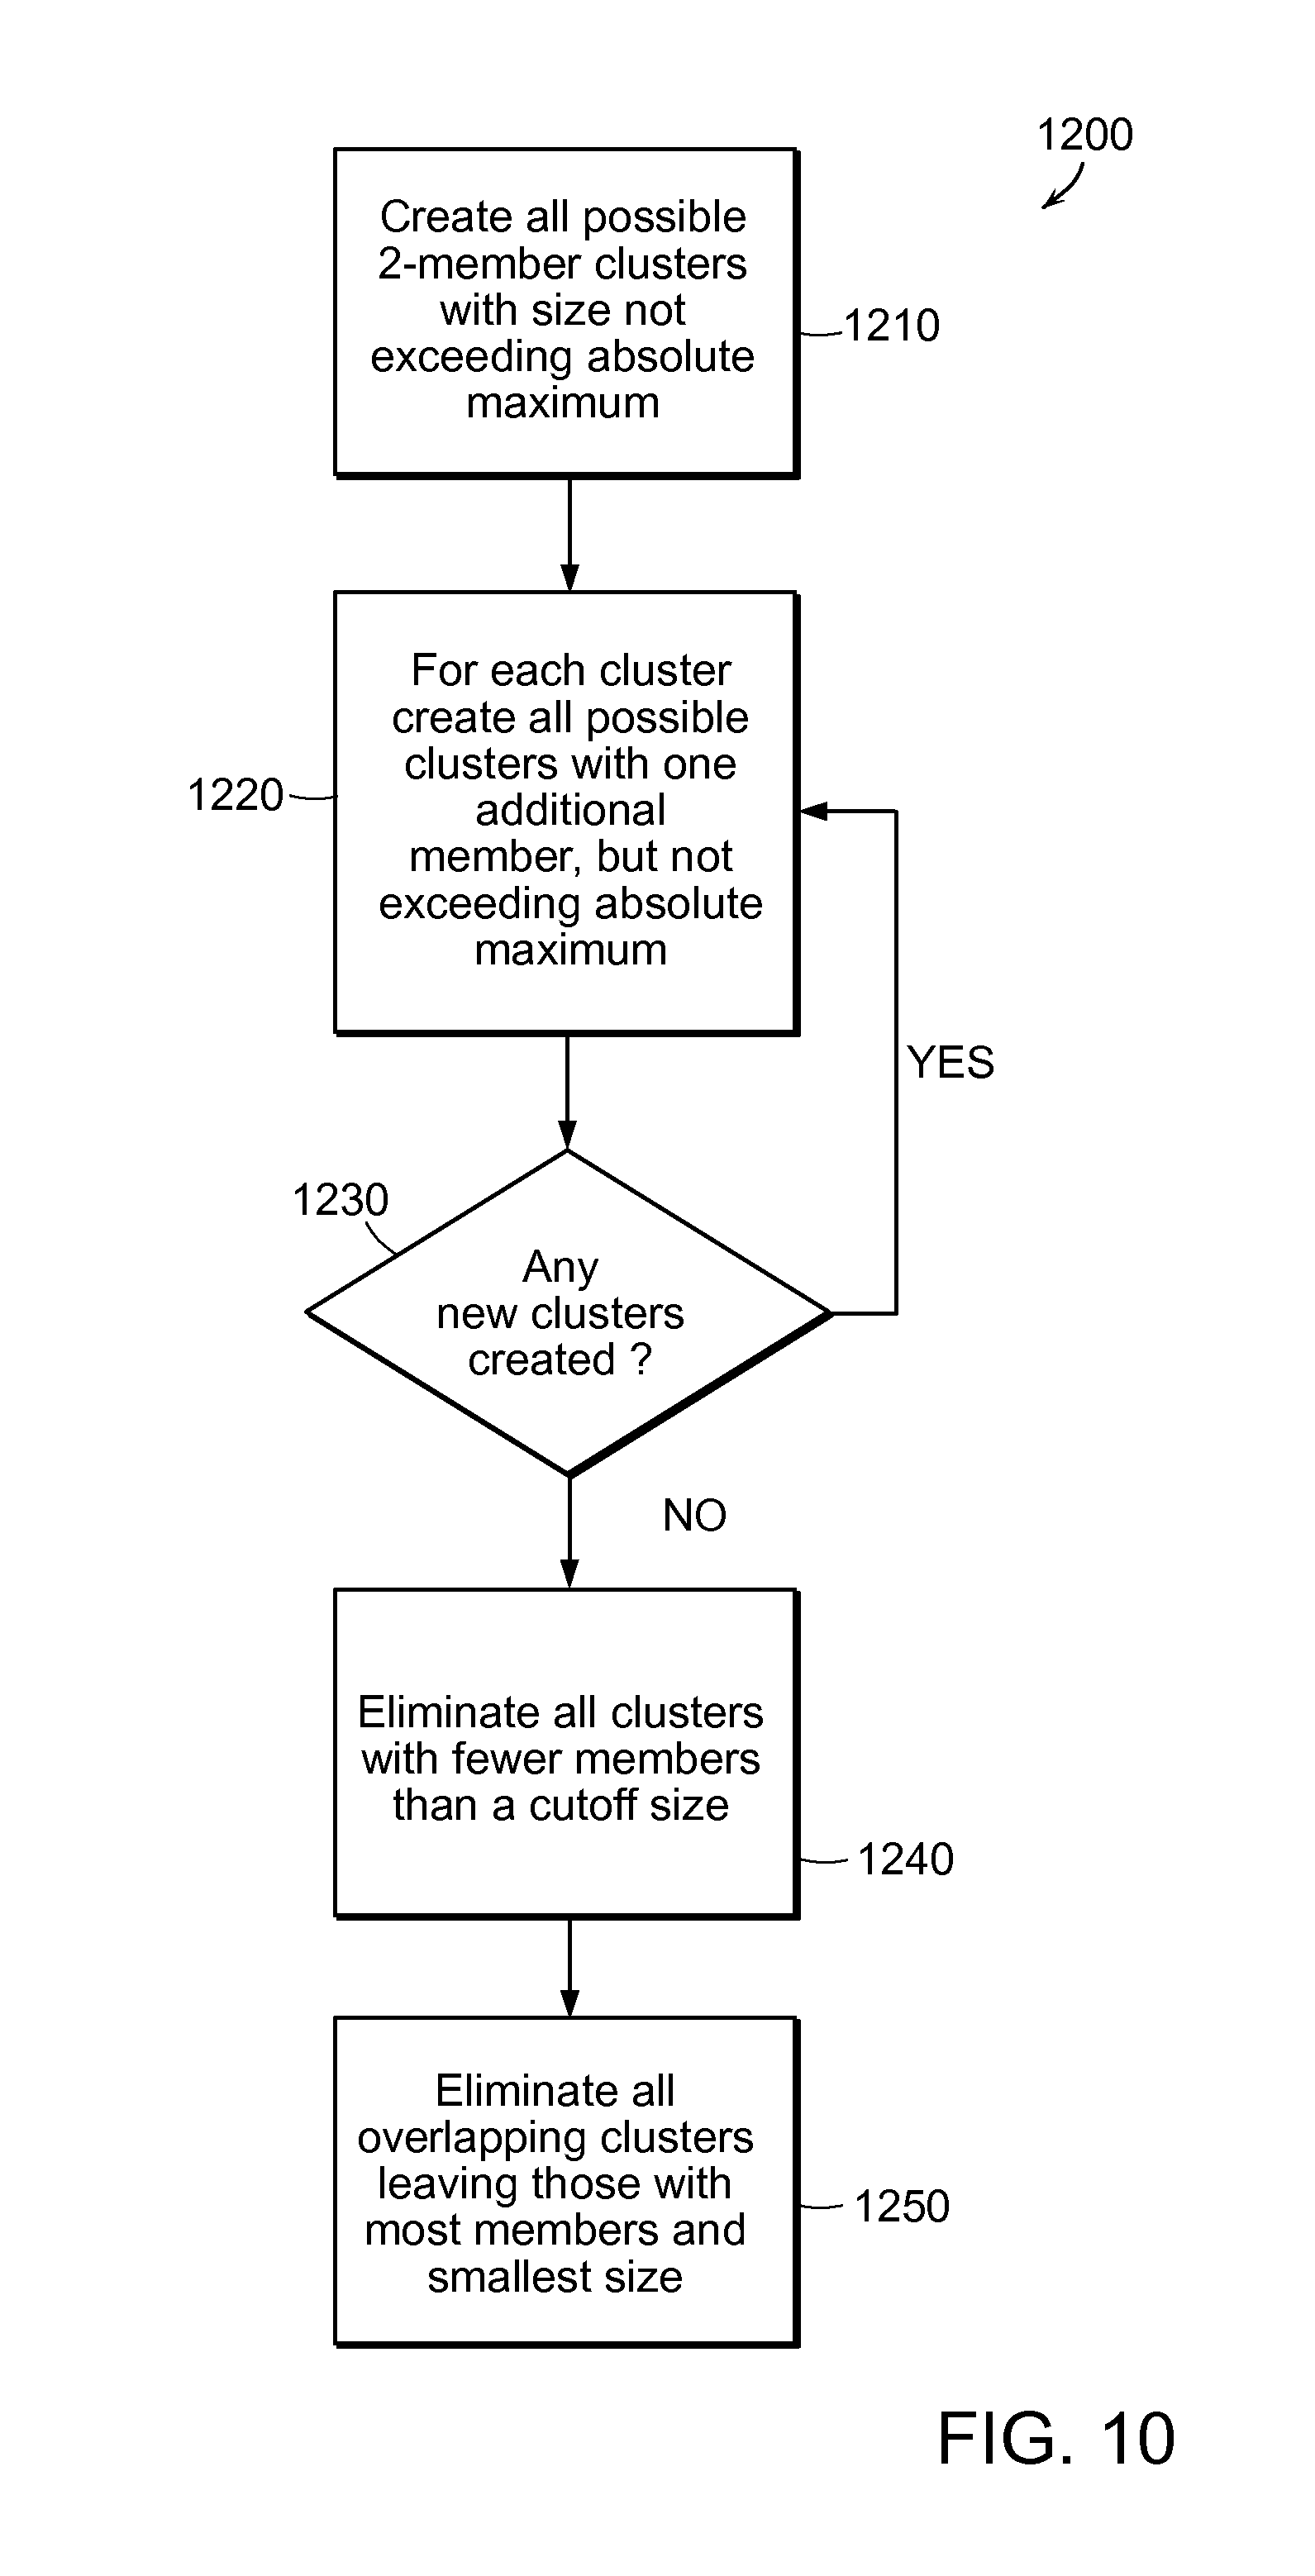 1200
Create all possible
2-member clusters
with size not
exceeding absolute
maximum
1210
For each cluster
create all possible
clusters with one
additional
member, but not
exceeding absolute
maximum
1220
YES
1230
Any
new clusters
created ?
NO
Eliminate all clusters
with fewer members
than a cutoff size
1240
Eliminate all
overlapping clusters
leaving those with
most members and
smallest size
1250
FIG. 10